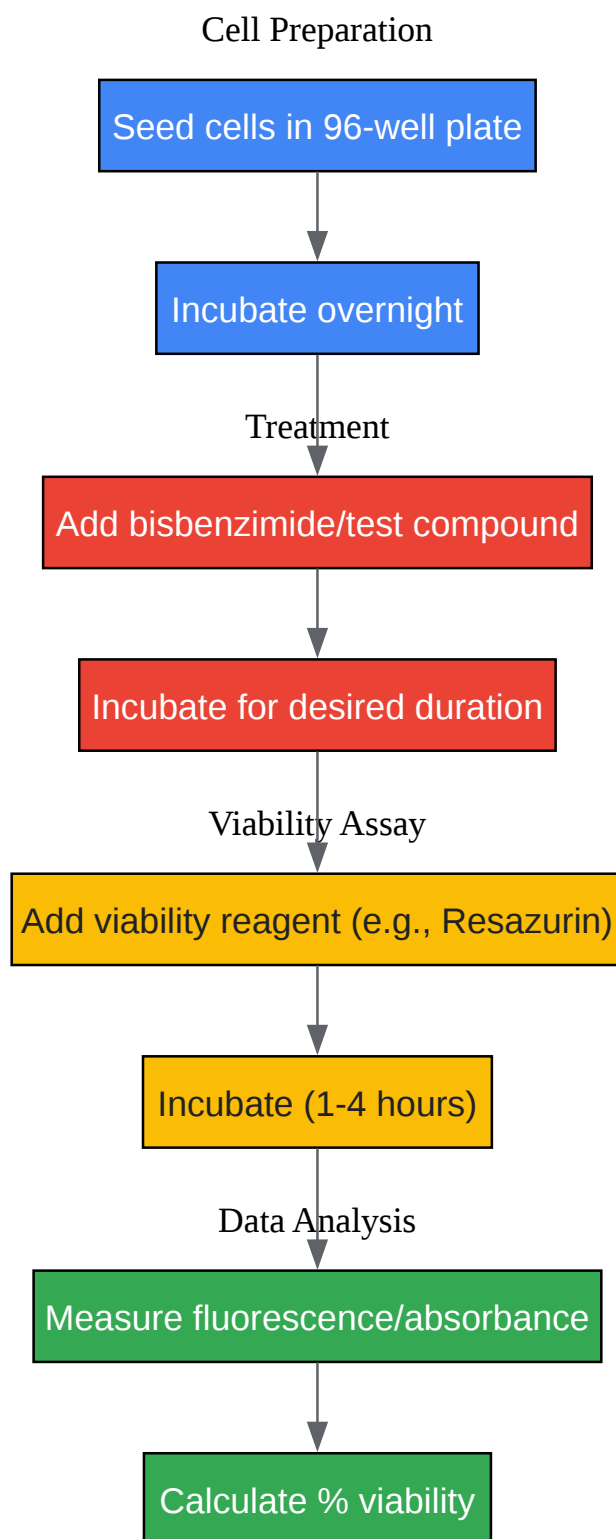 Cell Preparation
Seed cells in 96-well plate
Incubate overnight
Treatment
Add bisbenzimide/test compound
Incubate for desired duration
Viability Assay
Add viability reagent (e.g., Resazurin)
Incubate (1-4 hours)
Data Analysis
Measure fluorescence/absorbance
Calculate % viability